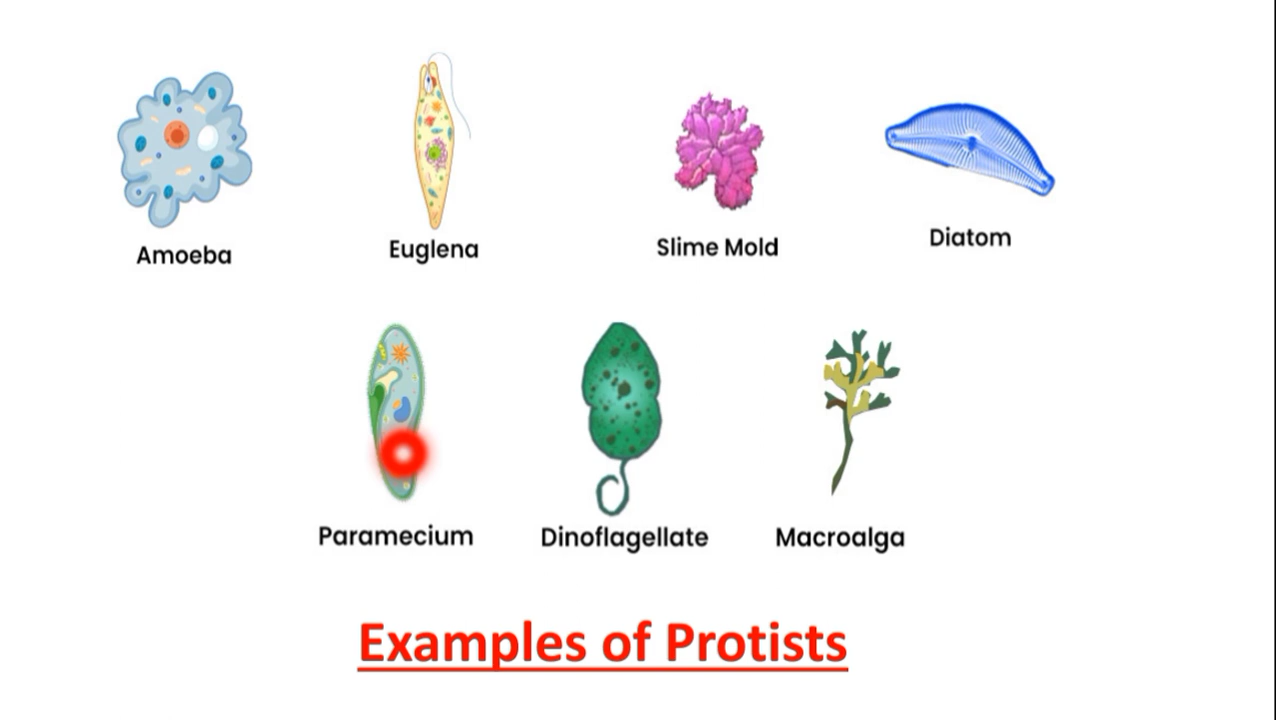 Amoeba
Euglena
Slime Mold
Diatom
Paramecium
Dinoflagellate
Macroalga
Examples of Protists